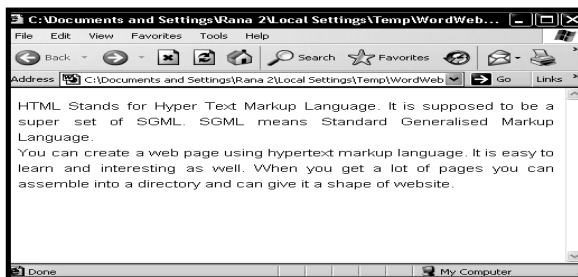 C:\Documents and Settings\Rana 2\Local Settings\Temp\WordWeb...
File Edit View Favorites Tools Help
Back Search Favorites
Address C:\Documents and Settings\Rana 2\Local Settings\Temp\WordWeb Go Links
HTML Stands for Hyper Text Markup Language. It is supposed to be a
super set of SGML. SGML means Standard Generalised Markup
Language.
You can create a web page using hypertext markup language. It is easy to
learn and interesting as well. When you get a lot of pages you can
assemble into a directory and can give it a shape of website.
Done My Computer